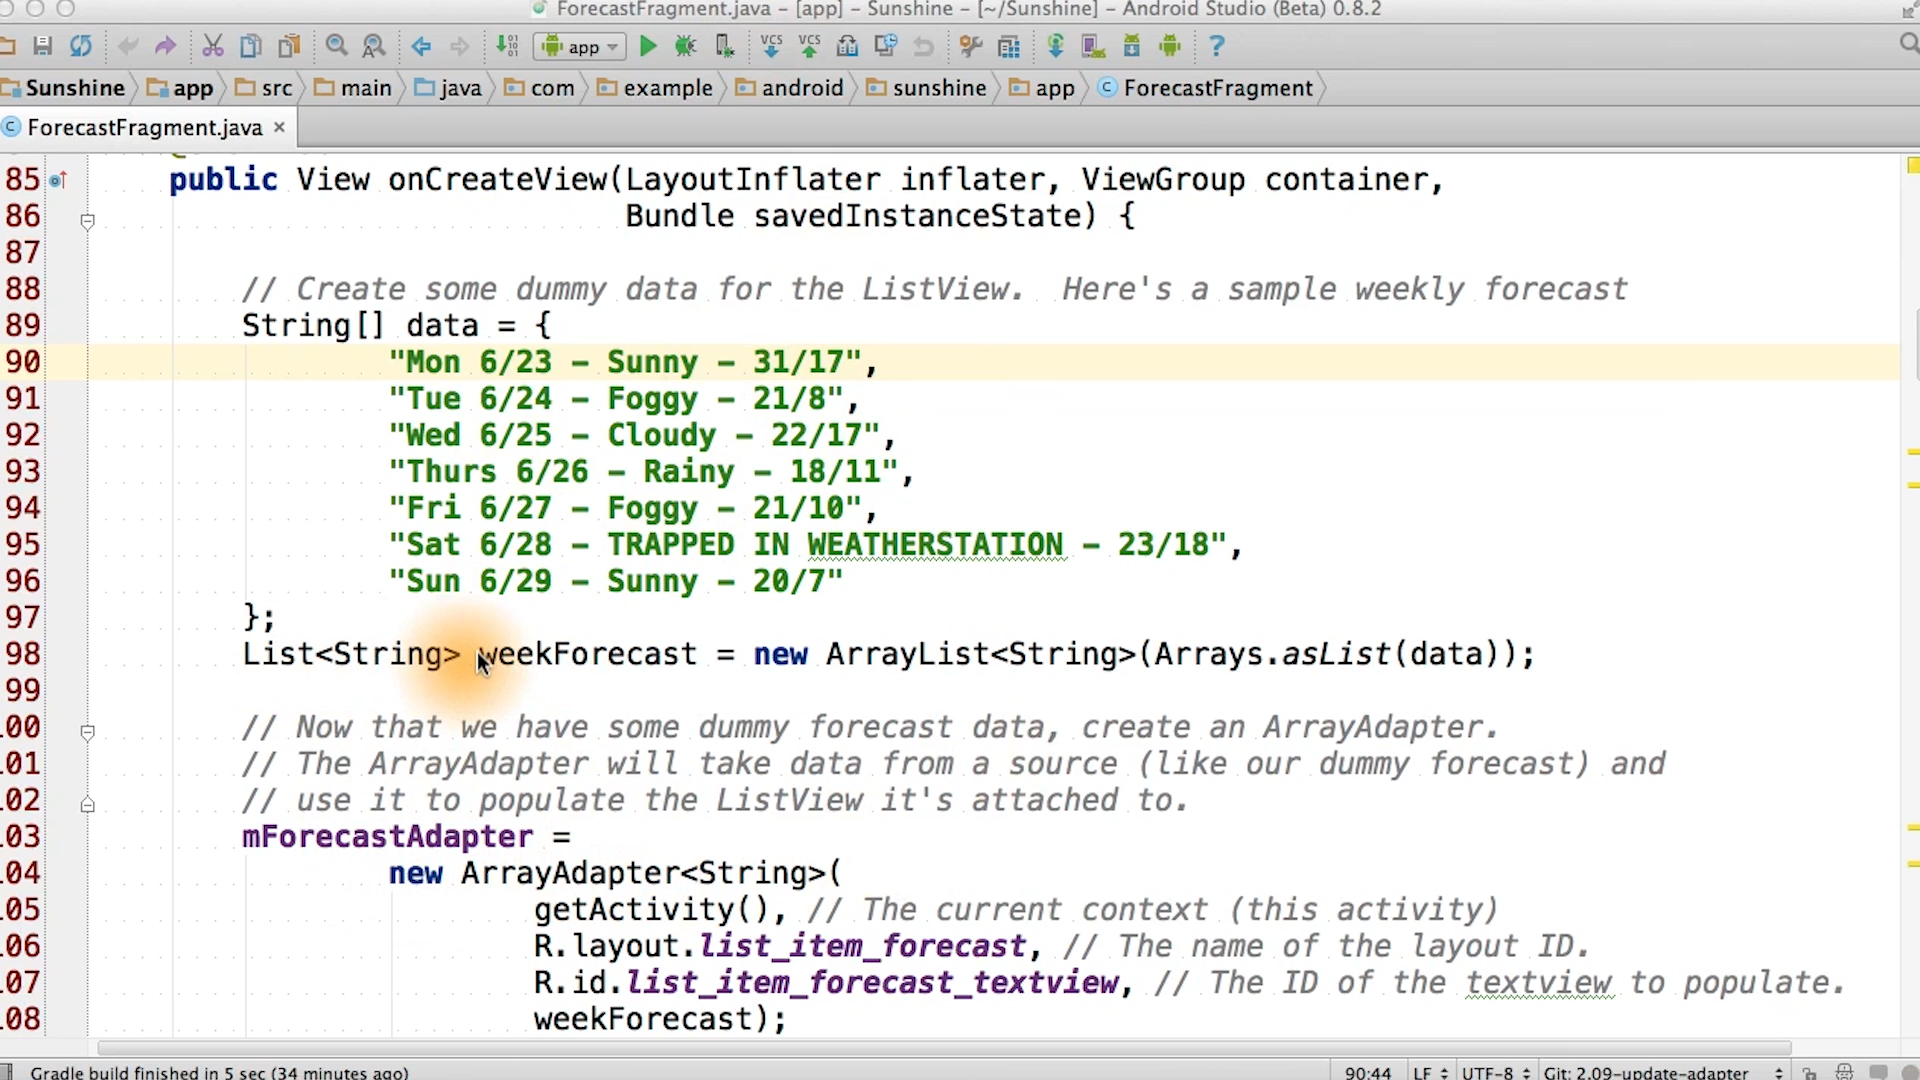 ForecastFragment.java – [app] – Sunshine – [~/Sunshine] – Android Studio (Beta) 0.8.2
app VCS VCS ?
Sunshine app src main java com example android sunshine app ForecastFragment
ForecastFragment.java ×
85 public View onCreateView(LayoutInflater inflater, ViewGroup container,
86 Bundle savedInstanceState) {
87
88 // Create some dummy data for the ListView.  Here's a sample weekly forecast
89 String[] data = {
90 "Mon 6/23 – Sunny – 31/17",
91 "Tue 6/24 – Foggy – 21/8",
92 "Wed 6/25 – Cloudy – 22/17",
93 "Thurs 6/26 – Rainy – 18/11",
94 "Fri 6/27 – Foggy – 21/10",
95 "Sat 6/28 – TRAPPED IN WEATHERSTATION – 23/18",
96 "Sun 6/29 – Sunny – 20/7"
97 };
98 List<String> weekForecast = new ArrayList<String>(Arrays.asList(data));
99
00 // Now that we have some dummy forecast data, create an ArrayAdapter.
01 // The ArrayAdapter will take data from a source (like our dummy forecast) and
02 // use it to populate the ListView it's attached to.
03 mForecastAdapter =
04 new ArrayAdapter<String>(
05 getActivity(), // The current context (this activity)
06 R.layout.list_item_forecast, // The name of the layout ID.
07 R.id.list_item_forecast_textview, // The ID of the textview to populate.
08 weekForecast);
Gradle build finished in 5 sec (34 minutes ago) 90:44 LF UTF-8 Git: 2.09-update-adapter